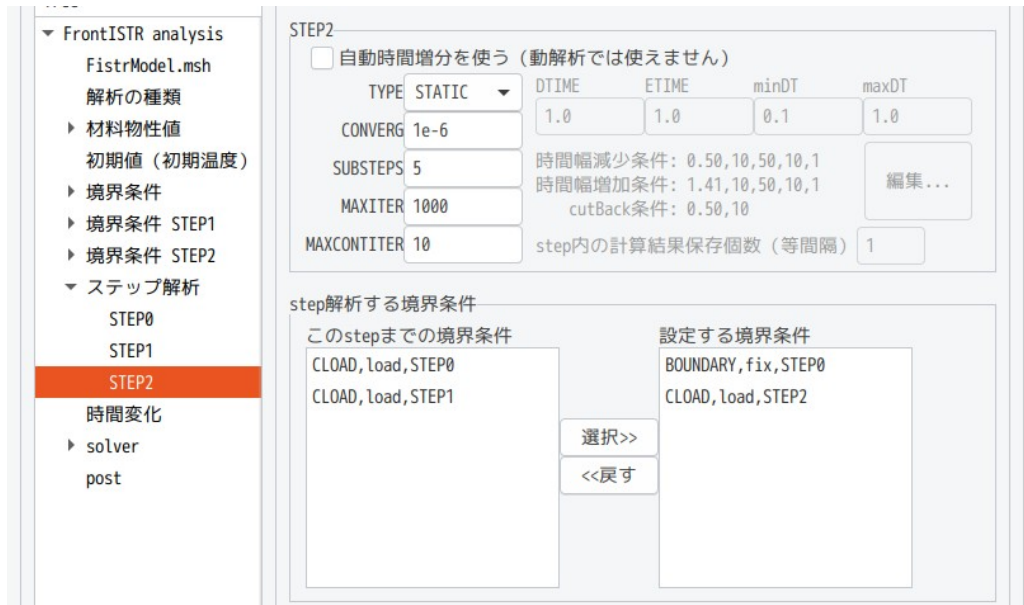 FrontISTR analysis
FistrModel.msh
解析の種類
材料物性値
初期値 (初期温度)
境界条件
境界条件 STEP1
境界条件 STEP2
ステップ解析
STEP0
STEP1
STEP2
時間変化
solver
post
STEP2
自動時間増分を使う (動解析では使えません)
TYPE STATIC
CONVERG 1e-6
SUBSTEPS 5
MAXITER 1000
MAXCONTITER 10
DTIME ETIME minDT maxDT
1.0 1.0 0.1 1.0
時間幅減少条件: 0.50,10,50,10,1
時間幅増加条件: 1.41,10,50,10,1
cutBack条件: 0.50,10
編集...
step内の計算結果保存個数 (等間隔) 1
step解析する境界条件
このstepまでの境界条件
CLOAD,load,STEP0
CLOAD,load,STEP1
選択>>
<<戻す
設定する境界条件
BOUNDARY,fix,STEP0
CLOAD,load,STEP2